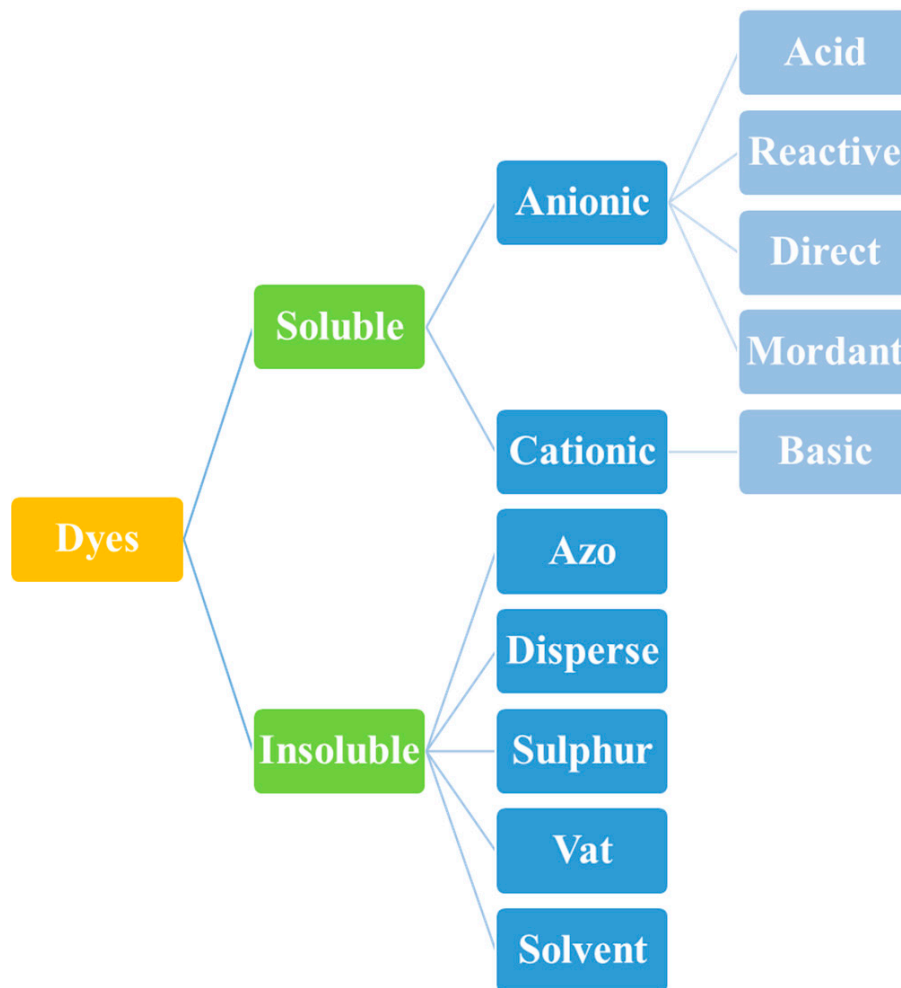 Dyes
Soluble
Anionic
Acid
Reactive
Direct
Mordant
Cationic
Basic
Insoluble
Azo
Disperse
Sulphur
Vat
Solvent